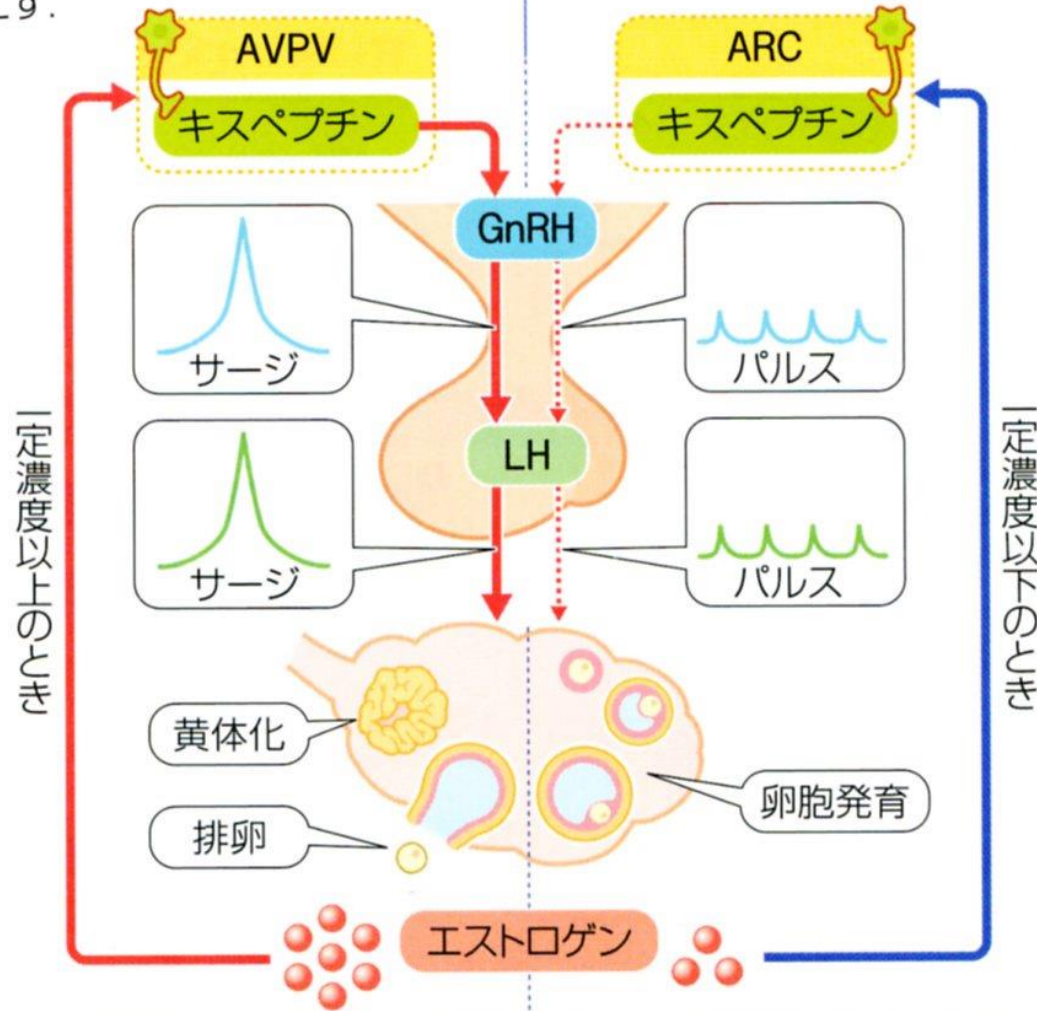 9.
AVPV
ARC
キスペプチン
キスペプチン
GnRH
サージ
パルス
LH
サージ
パルス
一定濃度以上のとき
一定濃度以下のとき
黄体化
卵胞発育
排卵
エストロゲン